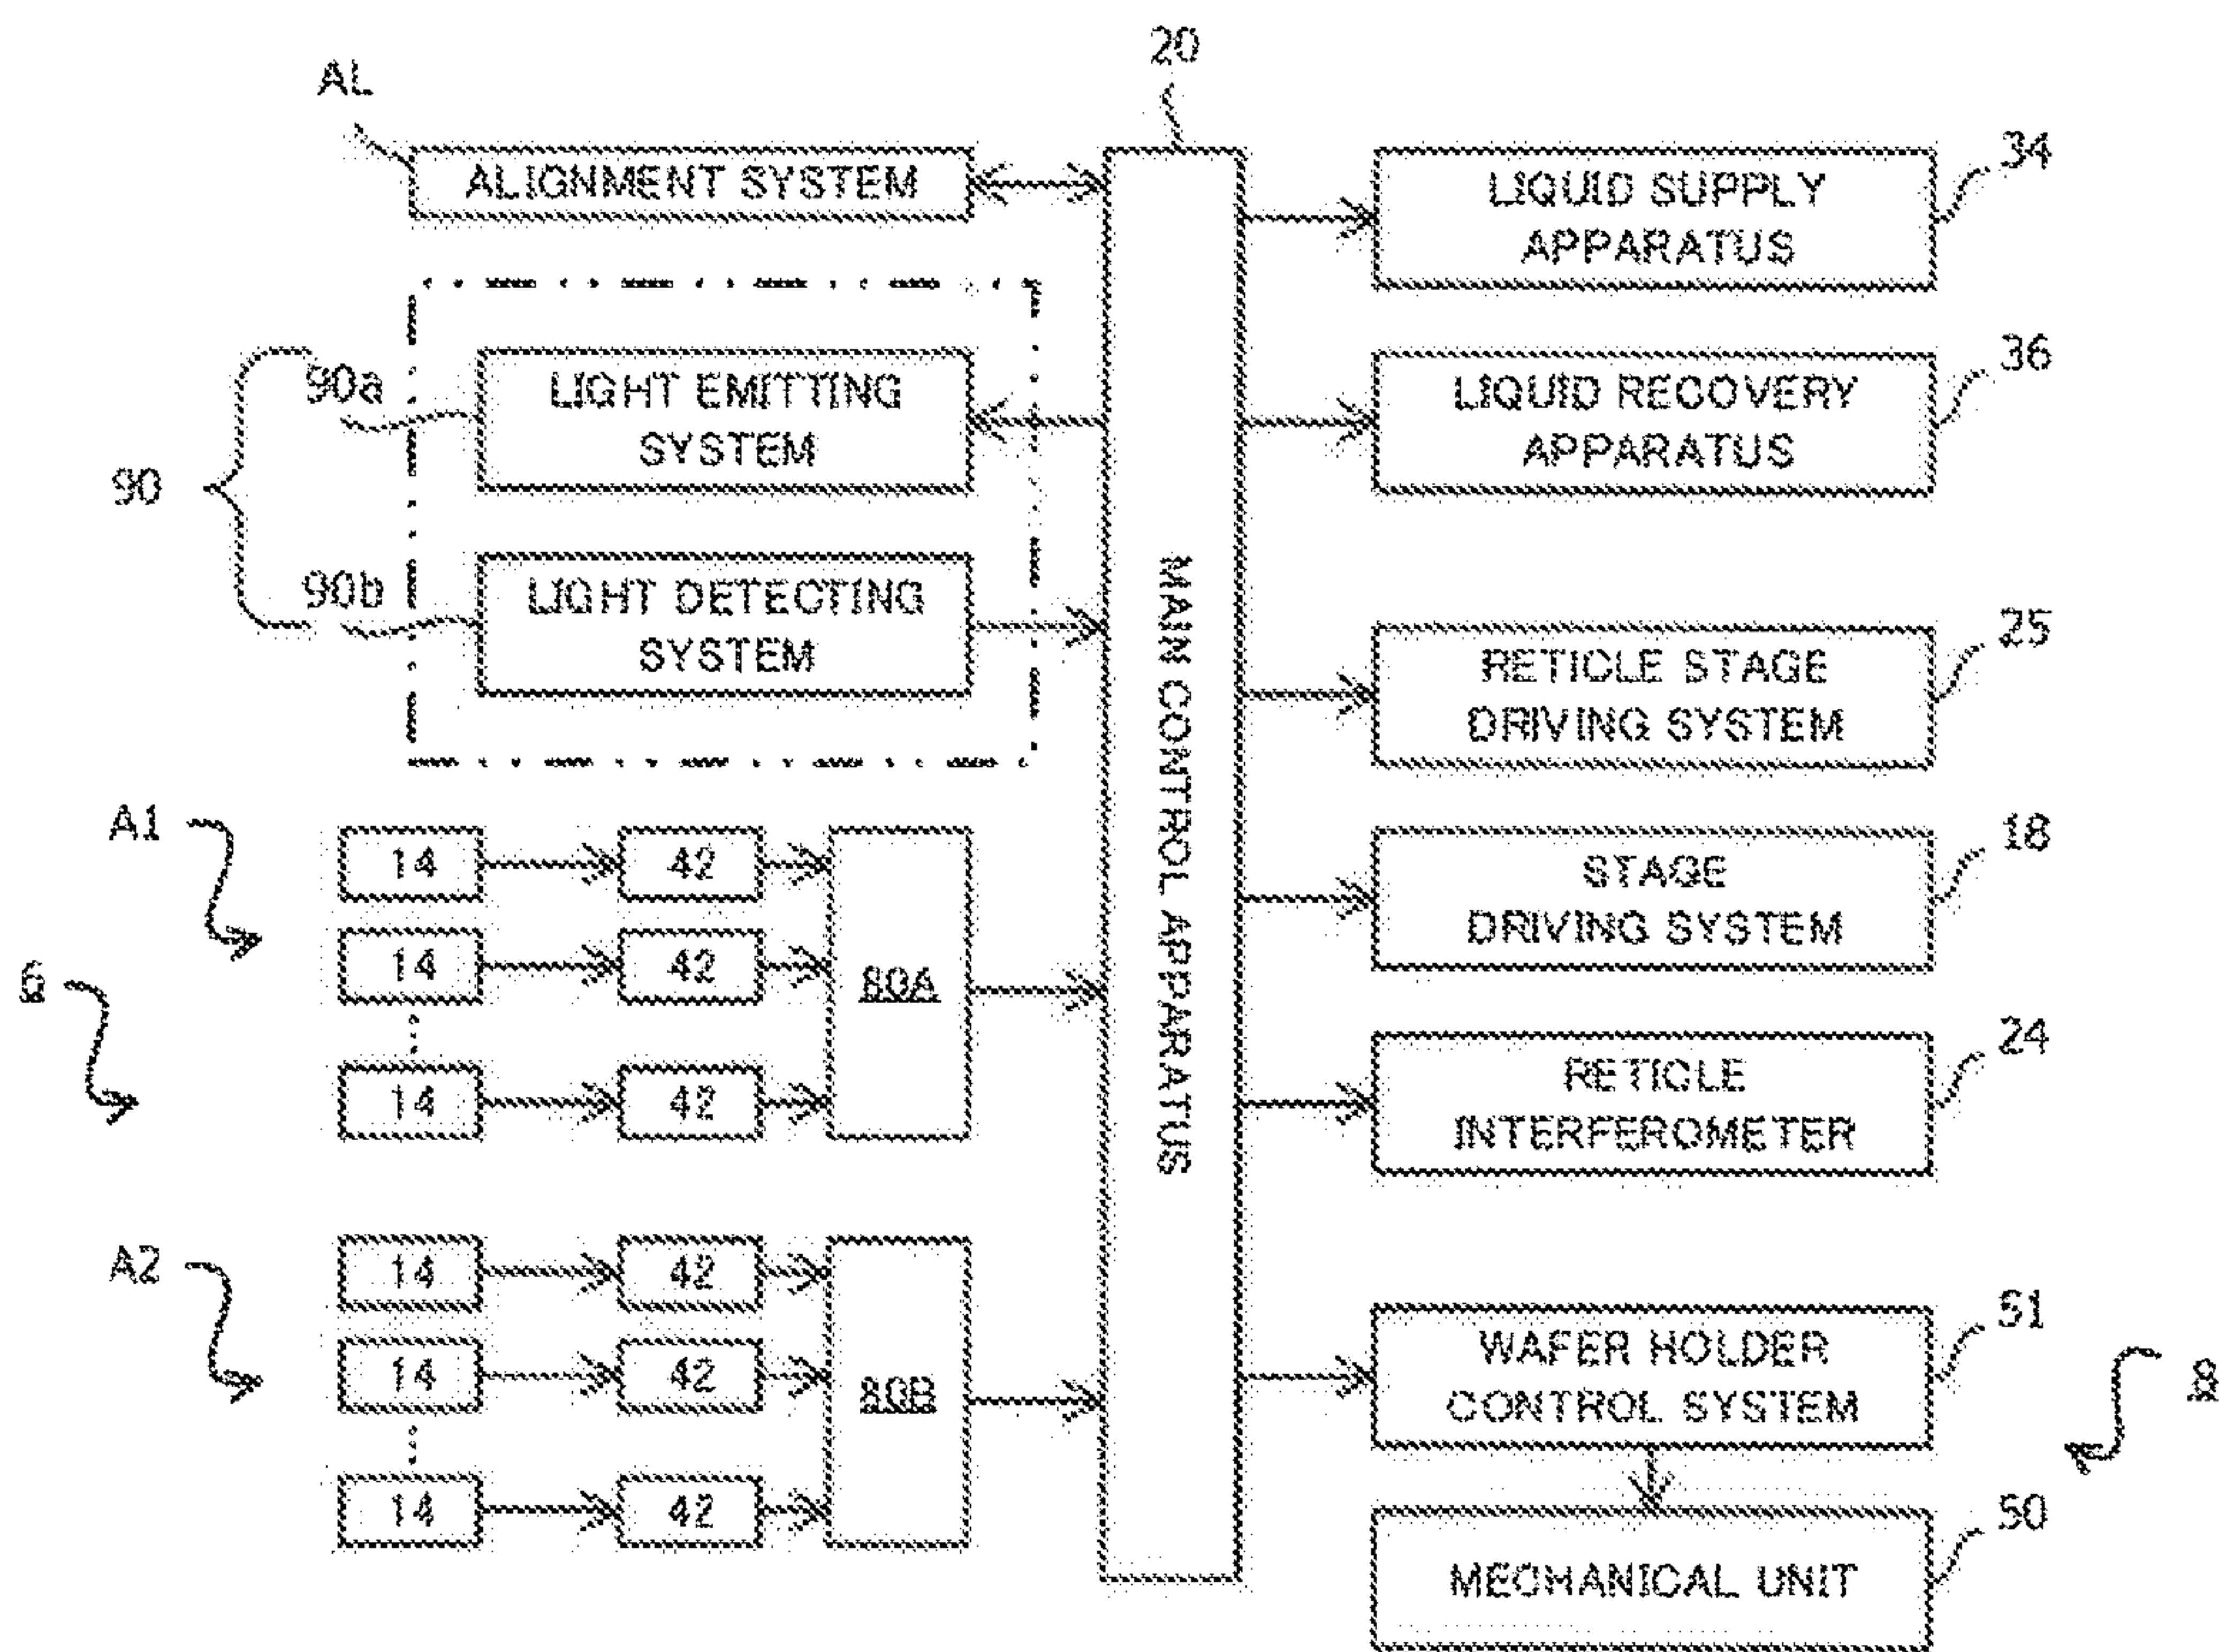 20
AL
ALIGNMENT SYSTEM
34
LIQUID SUPPLY
APPARATUS
90
90a
LIGHT EMITTING
SYSTEM
36
LIQUID RECOVERY
APPARATUS
90b
LIGHT DETECTING
SYSTEM
MAIN CONTROL APPARATUS
25
RETICLE STAGE
DRIVING SYSTEM
A1
6
14
42
14
42
14
42
80A
18
STAGE
DRIVING SYSTEM
24
RETICLE
INTERFEROMETER
A2
14
42
14
42
14
42
80B
51
WAFER HOLDER
CONTROL SYSTEM
8
50
MECHANICAL UNIT